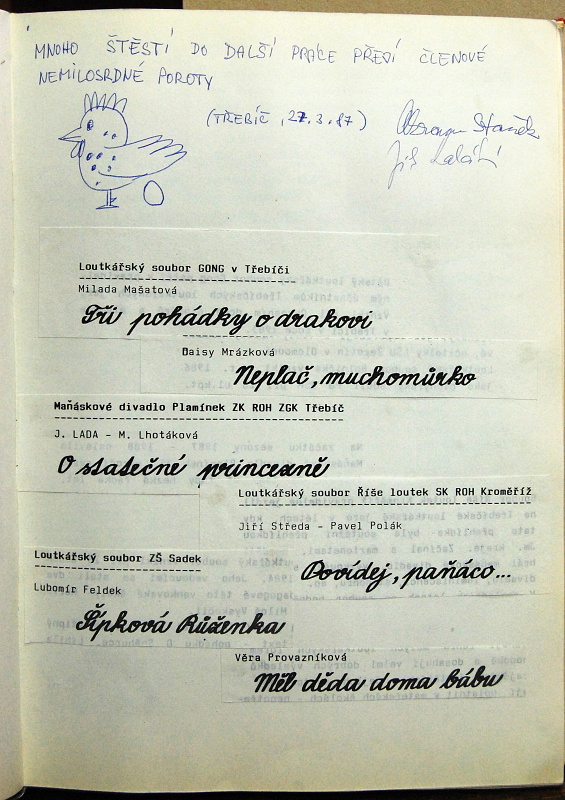 MNOHO ŠTĚSTÍ DO DALŠÍ PRÁCE PŘEJÍ ČLENOVÉ
NEMILOSRDNÉ POROTY
(TŘEBÍČ, 27.3.87)
Staněk
Loutkářský soubor GONG v Třebíči
Milada Mašatová
Tři pohádky o drakovi
Daisy Mrázková
Neplač, muchomůrko
Maňáskové divadlo Plamínek ZK ROH ZGK Třebíč
J. LADA - M. Lhotáková
O statečné princezně
Loutkářský soubor Říše loutek SK ROH Kroměříž
Jiří Středa - Pavel Polák
Povídej, paňáco...
Loutkářský soubor ZŠ Sadek
Lubomír Feldek
Šípková Růženka
Věra Provazníková
Měl děda doma bábu